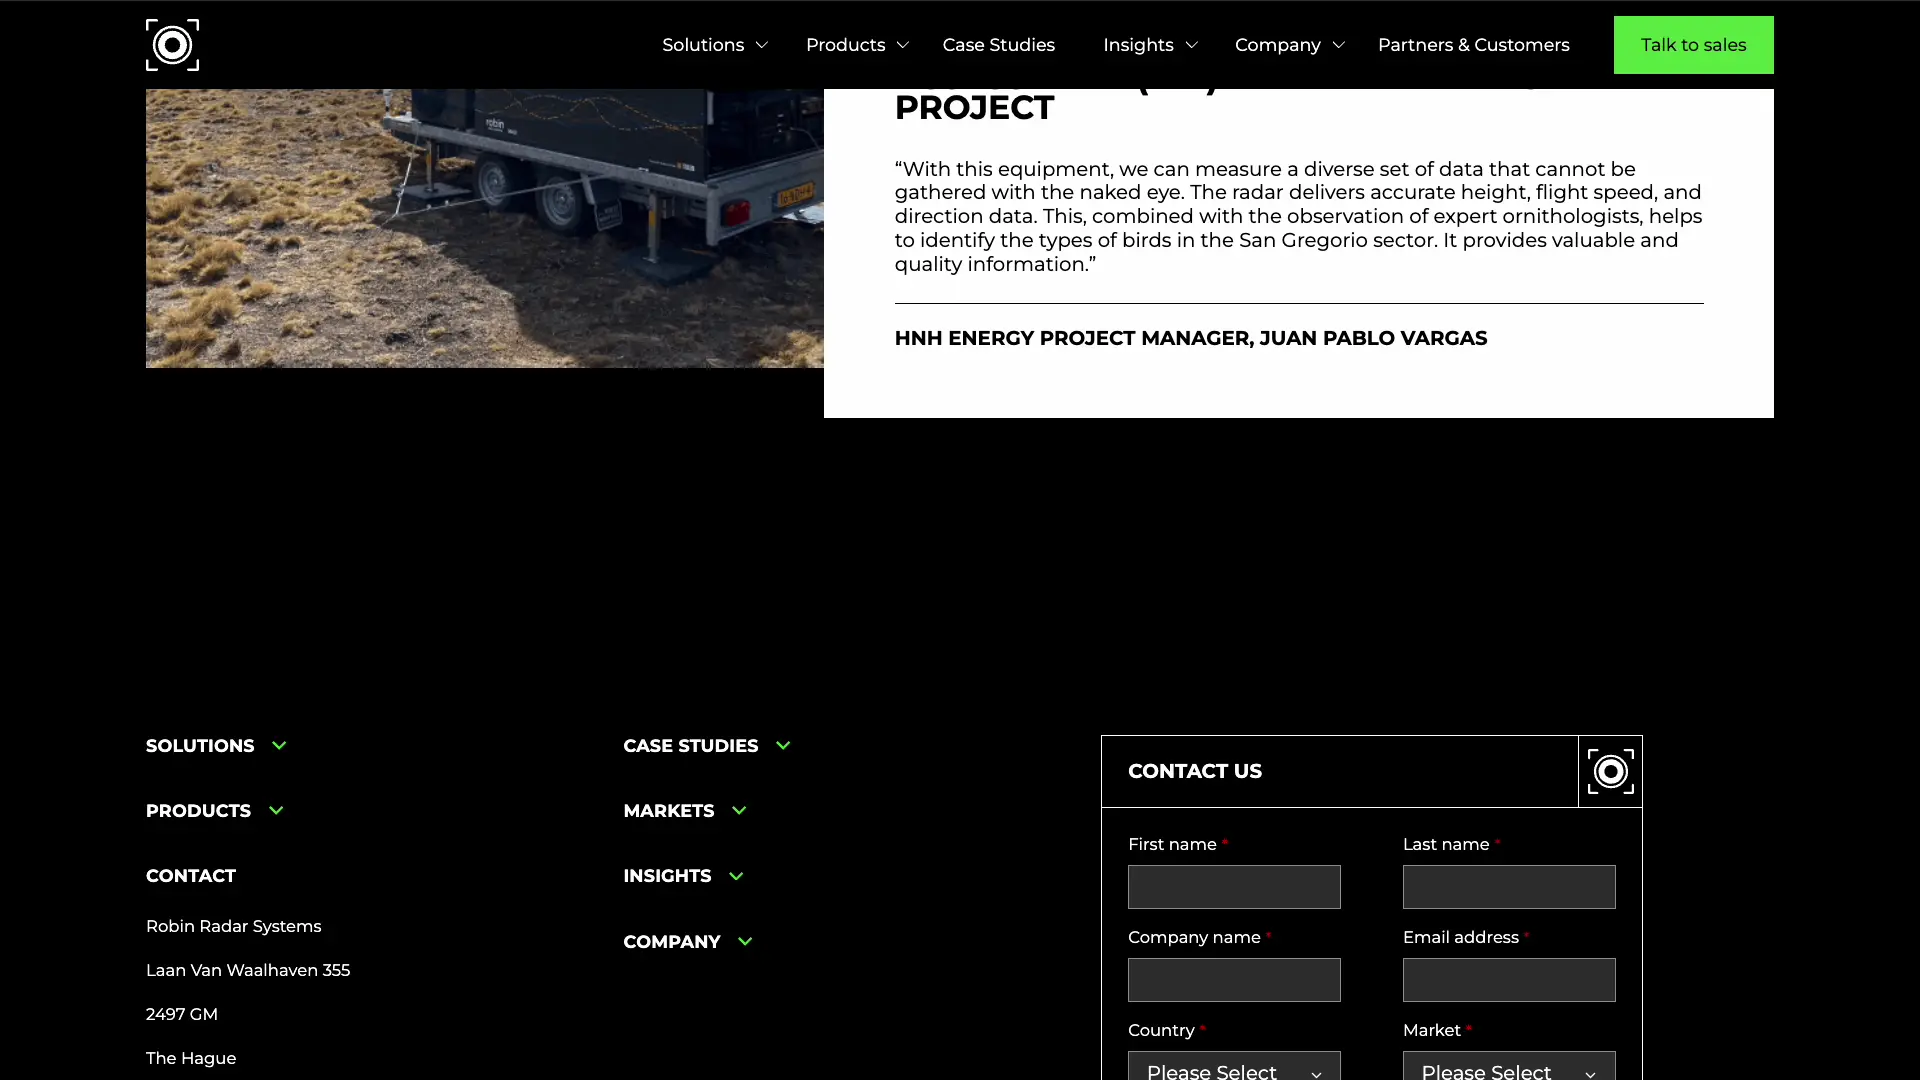 Solutions
Products
Case Studies
Insights
Company
Partners & Customers
Talk to sales
PROJECT
“With this equipment, we can measure a diverse set of data that cannot be
gathered with the naked eye. The radar delivers accurate height, flight speed, and
direction data. This, combined with the observation of expert ornithologists, helps
to identify the types of birds in the San Gregorio sector. It provides valuable and
quality information.”
HNH ENERGY PROJECT MANAGER, JUAN PABLO VARGAS
robin
SOLUTIONS
PRODUCTS
CONTACT
Robin Radar Systems
Laan Van Waalhaven 355
2497 GM
The Hague
CASE STUDIES
MARKETS
INSIGHTS
COMPANY
CONTACT US
First name *
Last name *
Company name *
Email address *
Country *
Market *
Please Select
Please Select